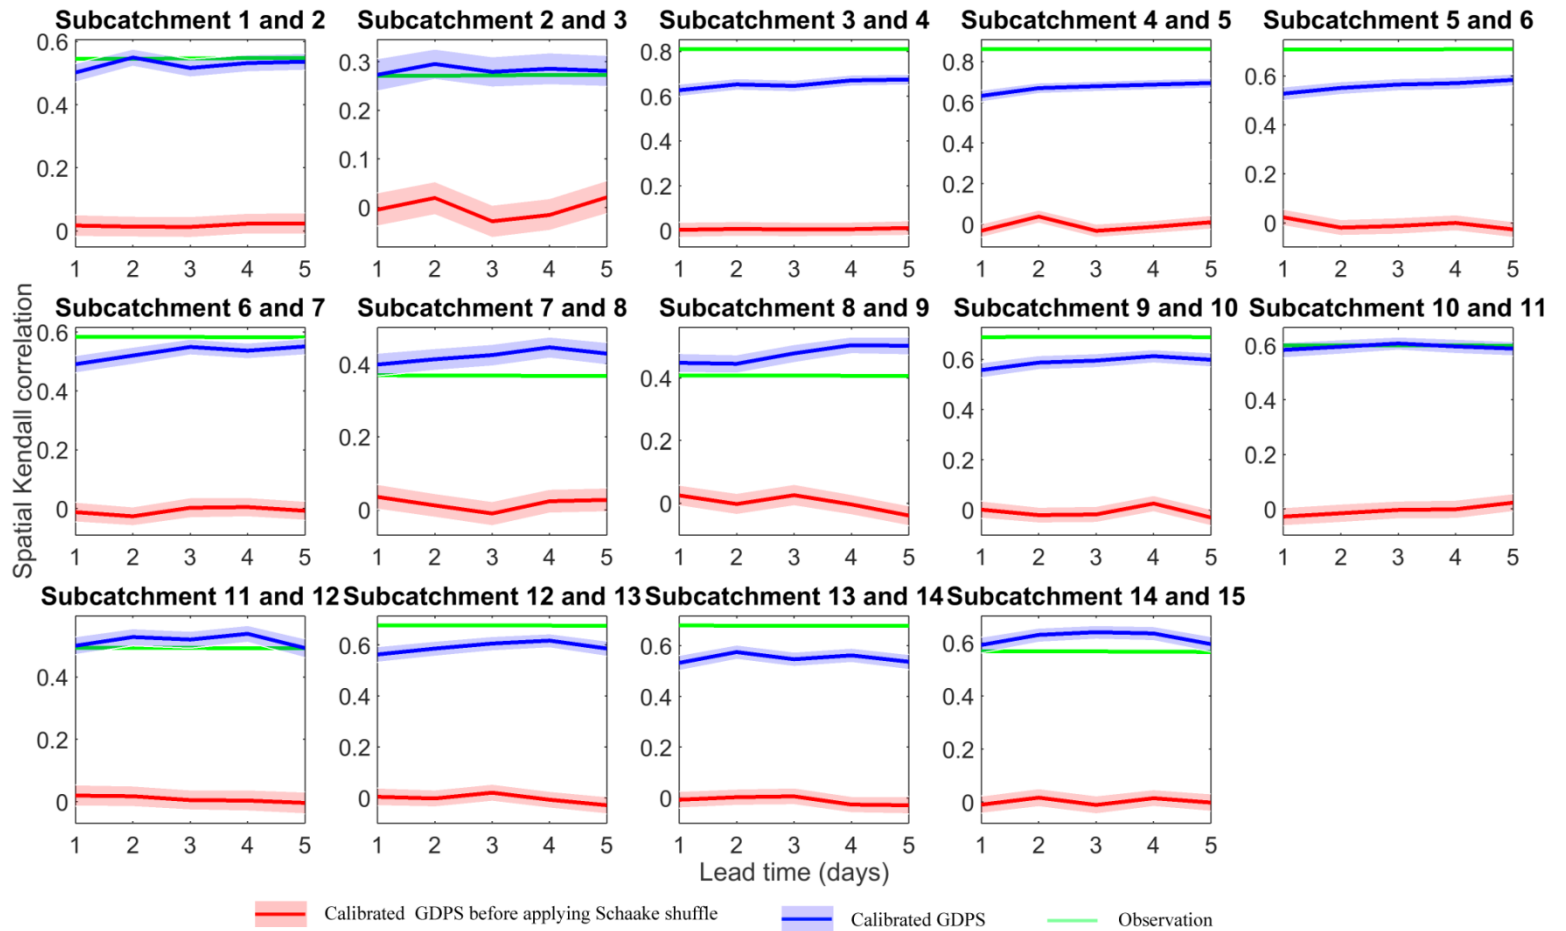 Subcatchment 1 and 2
Subcatchment 2 and 3
Subcatchment 3 and 4
Subcatchment 4 and 5
Subcatchment 5 and 6
0.6
0.4
0.2
0
1 2 3 4 5
0.3
0.2
0.1
0
1 2 3 4 5
0.8
0.6
0.4
0.2
0
1 2 3 4 5
0.8
0.6
0.4
0.2
0
1 2 3 4 5
0.6
0.4
0.2
0
1 2 3 4 5
Spatial Kendall correlation
Subcatchment 6 and 7
Subcatchment 7 and 8
Subcatchment 8 and 9
Subcatchment 9 and 10
Subcatchment 10 and 11
0.6
0.4
0.2
0
1 2 3 4 5
0.4
0.2
0
1 2 3 4 5
0.4
0.2
0
1 2 3 4 5
0.6
0.4
0.2
0
1 2 3 4 5
0.6
0.4
0.2
0
1 2 3 4 5
Subcatchment 11 and 12
Subcatchment 12 and 13
Subcatchment 13 and 14
Subcatchment 14 and 15
0.4
0.2
0
1 2 3 4 5
0.6
0.4
0.2
0
1 2 3 4 5
0.6
0.4
0.2
0
1 2 3 4 5
0.6
0.4
0.2
0
1 2 3 4 5
Lead time (days)
Calibrated GDPS before applying Schaake shuffle
Calibrated GDPS
Observation